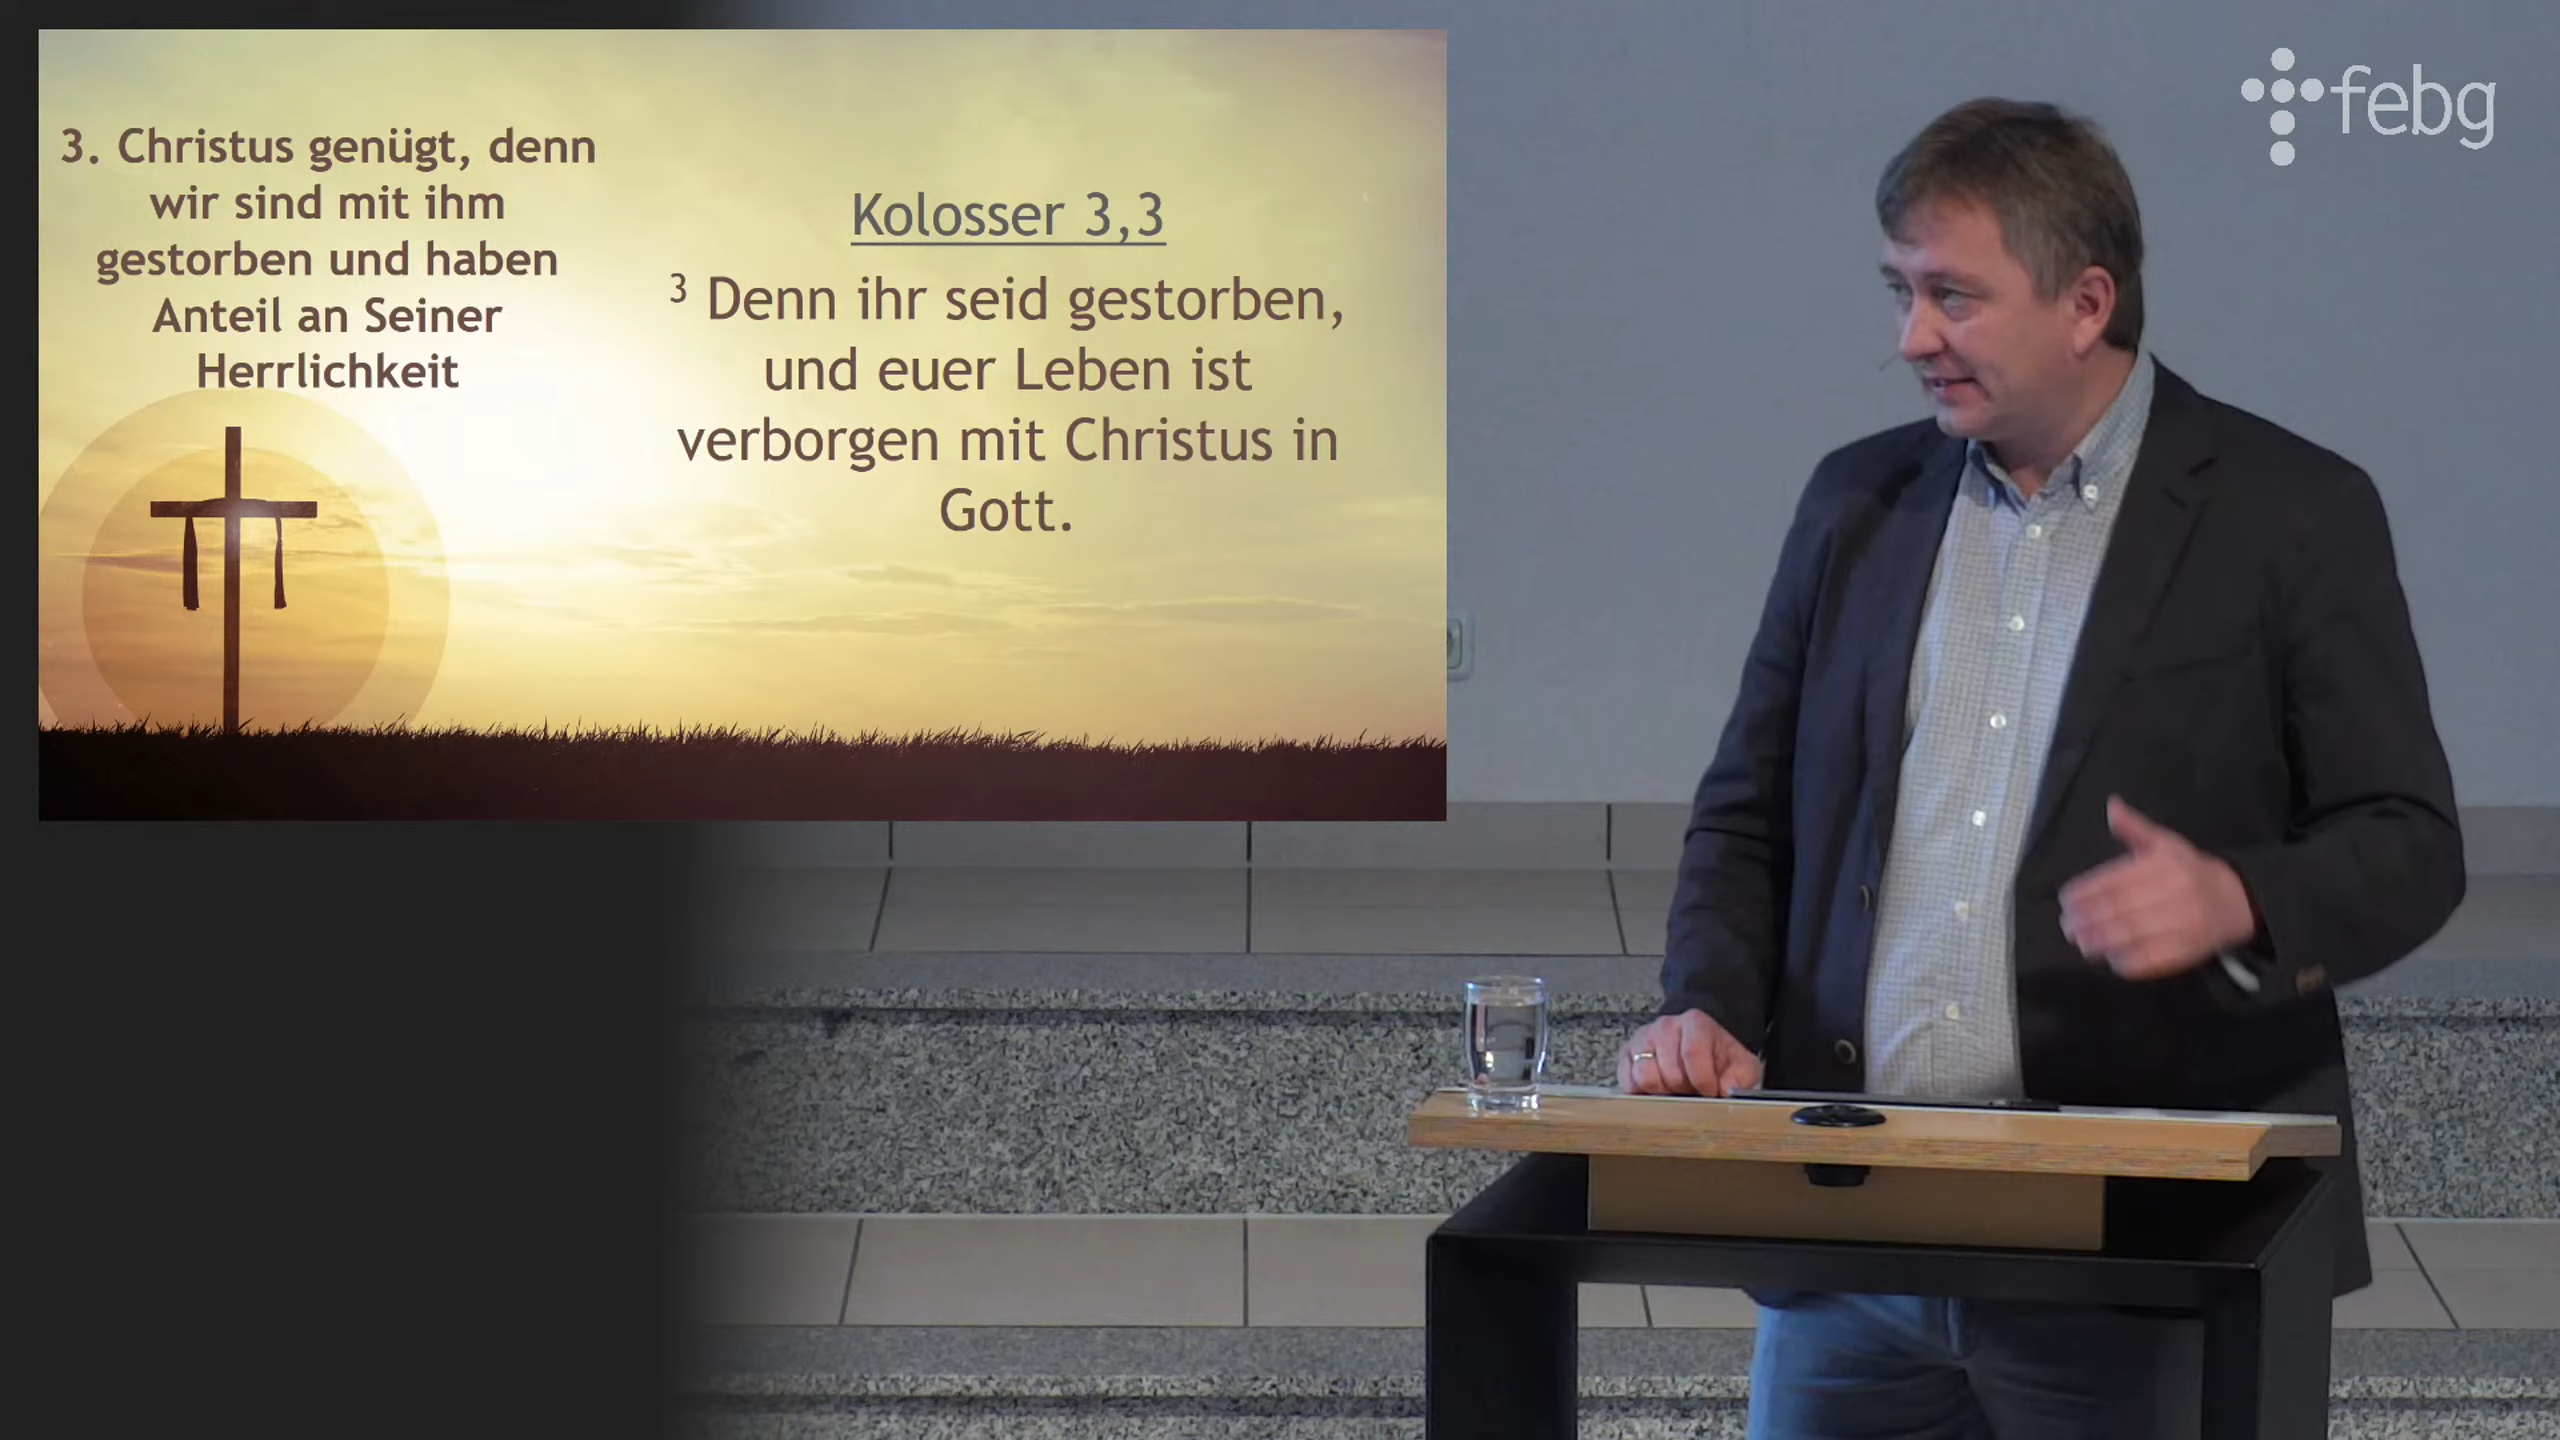 3. Christus genügt, denn
wir sind mit ihm
gestorben und haben
Anteil an Seiner
Herrlichkeit
Kolosser 3,3
3 Denn ihr seid gestorben,
und euer Leben ist
verborgen mit Christus in
Gott.
febg